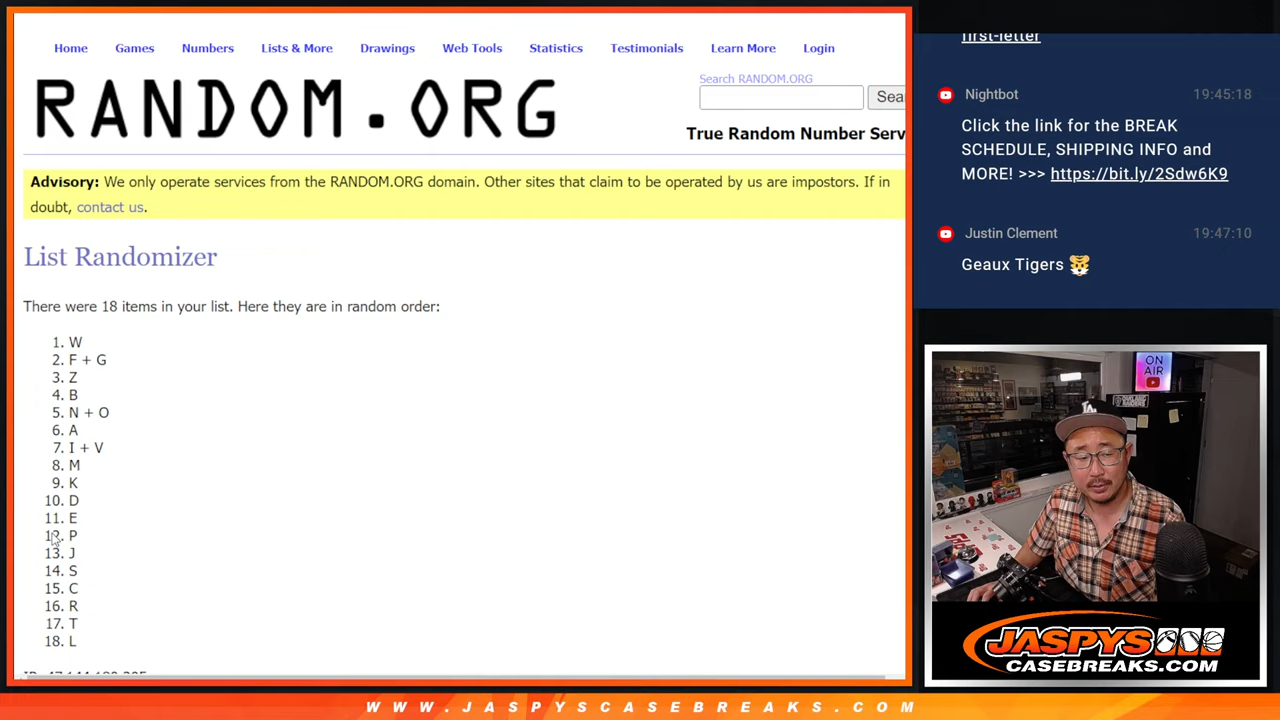 Home Games Numbers Lists & More Drawings Web Tools Statistics Testimonials Learn More Login
RANDOM.ORG
Search RANDOM.ORG
Sea
True Random Number Serv
Advisory: We only operate services from the RANDOM.ORG domain. Other sites that claim to be operated by us are impostors. If in
doubt, contact us.
List Randomizer
There were 18 items in your list. Here they are in random order:
1. W
2. F + G
3. Z
4. B
5. N + O
6. A
7. I + V
8. M
9. K
10. D
11. E
12. P
13. J
14. S
15. C
16. R
17. T
18. L
first-letter
Nightbot 19:45:18
Click the link for the BREAK
SCHEDULE, SHIPPING INFO and
MORE! >>> https://bit.ly/2Sdw6K9
Justin Clement 19:47:10
Geaux Tigers 🐯
ON
AIR
LA
JASPYS
CASEBREAKS.COM
WWW.JASPYSCASEBREAKS.COM